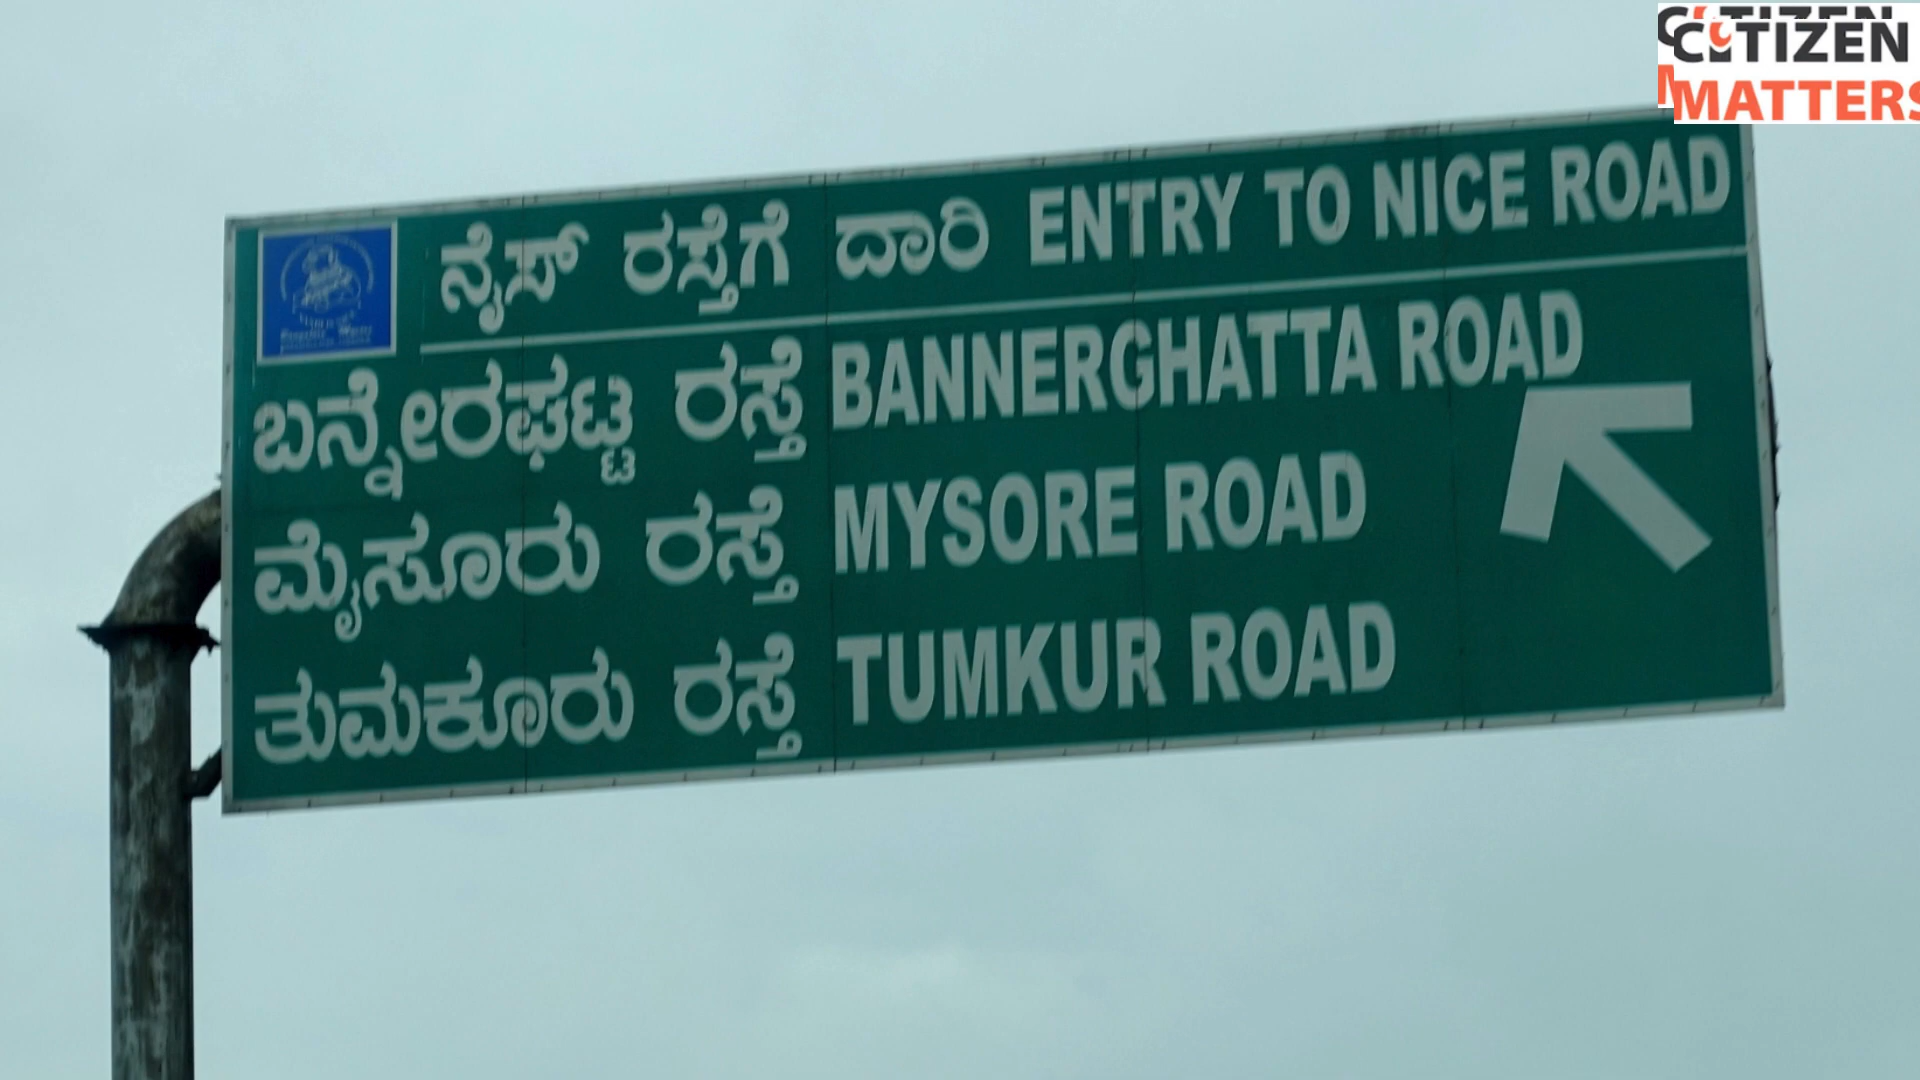 CITIZEN
MATTERS
ನೈಸ್ ರಸ್ತೆಗೆ ದಾರಿ ENTRY TO NICE ROAD
ಬನ್ನೇರಘಟ್ಟ ರಸ್ತೆ BANNERGHATTA ROAD
ಮೈಸೂರು ರಸ್ತೆ MYSORE ROAD
ತುಮಕೂರು ರಸ್ತೆ TUMKUR ROAD